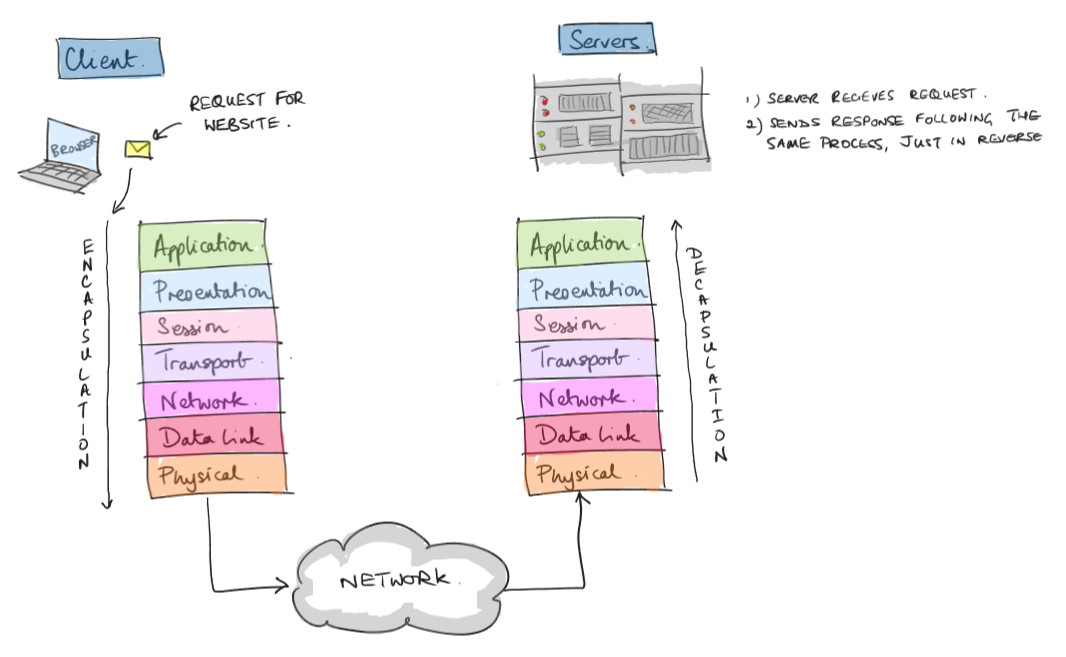 Client.
Servers.
REQUEST FOR
WEBSITE.
BROWSER
1) SERVER RECIEVES REQUEST.
2) SENDS RESPONSE FOLLOWING THE
SAME PROCESS, JUST IN REVERSE
ENCAPSULATION
Application.
Presentation
Session.
Transport.
Network.
Data Link
Physical.
Application.
Presentation
Session.
Transport.
Network.
Data Link
Physical.
DECAPSULATION
NETWORK.